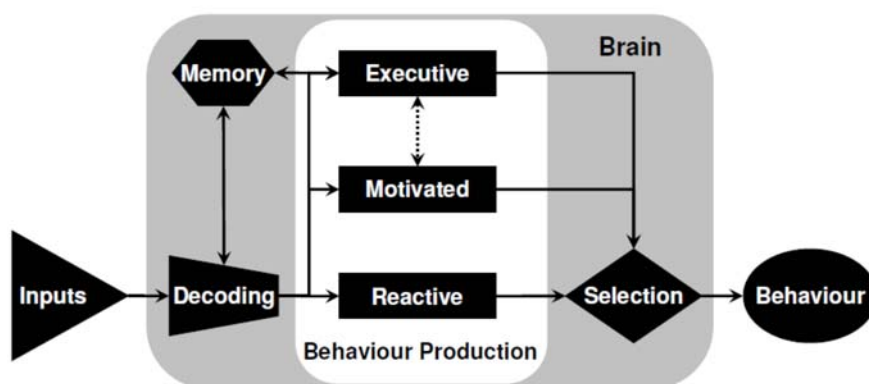 Brain
Memory
Executive
Motivated
Inputs
Decoding
Reactive
Selection
Behaviour
Behaviour Production